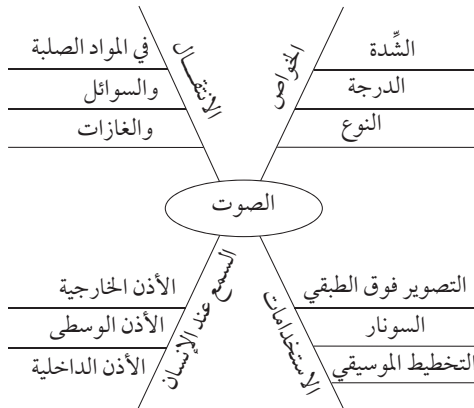 الخواص
الشِّدة
الدرجة
النوع
الانتقال
في المواد الصلبة
والسوائل
والغازات
الصوت
الاستخدامات
التصوير فوق الطبقي
السونار
التخطيط الموسيقي
السمع عند الإنسان
الأذن الخارجية
الأذن الوسطى
الأذن الداخلية